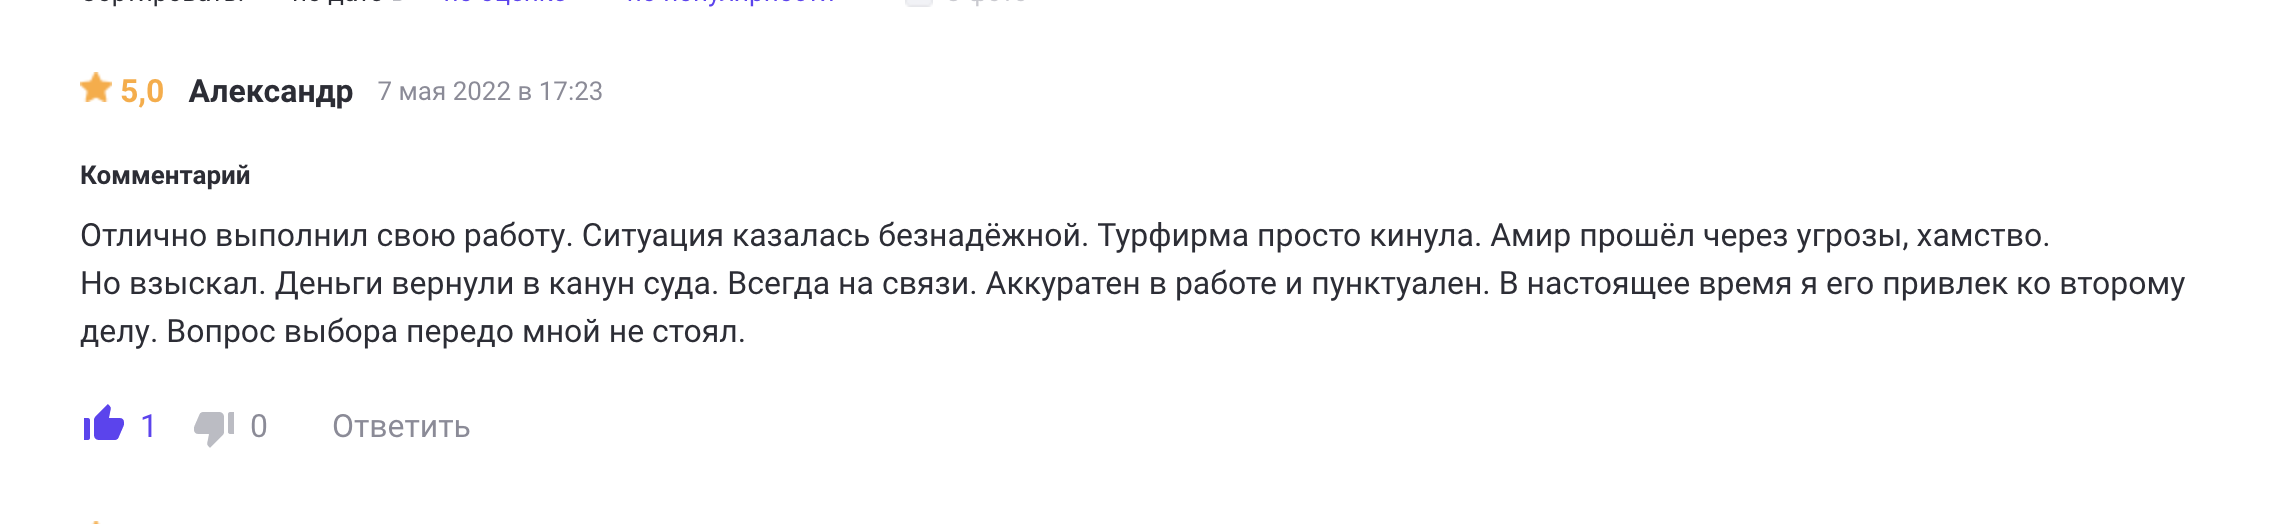 5,0 Александр 7 мая 2022 в 17:23
Комментарий
Отлично выполнил свою работу. Ситуация казалась безнадёжной. Турфирма просто кинула. Амир прошёл через угрозы, хамство.
Но взыскал. Деньги вернули в канун суда. Всегда на связи. Аккуратен в работе и пунктуален. В настоящее время я его привлек ко второму
делу. Вопрос выбора передо мной не стоял.
1 0 Ответить